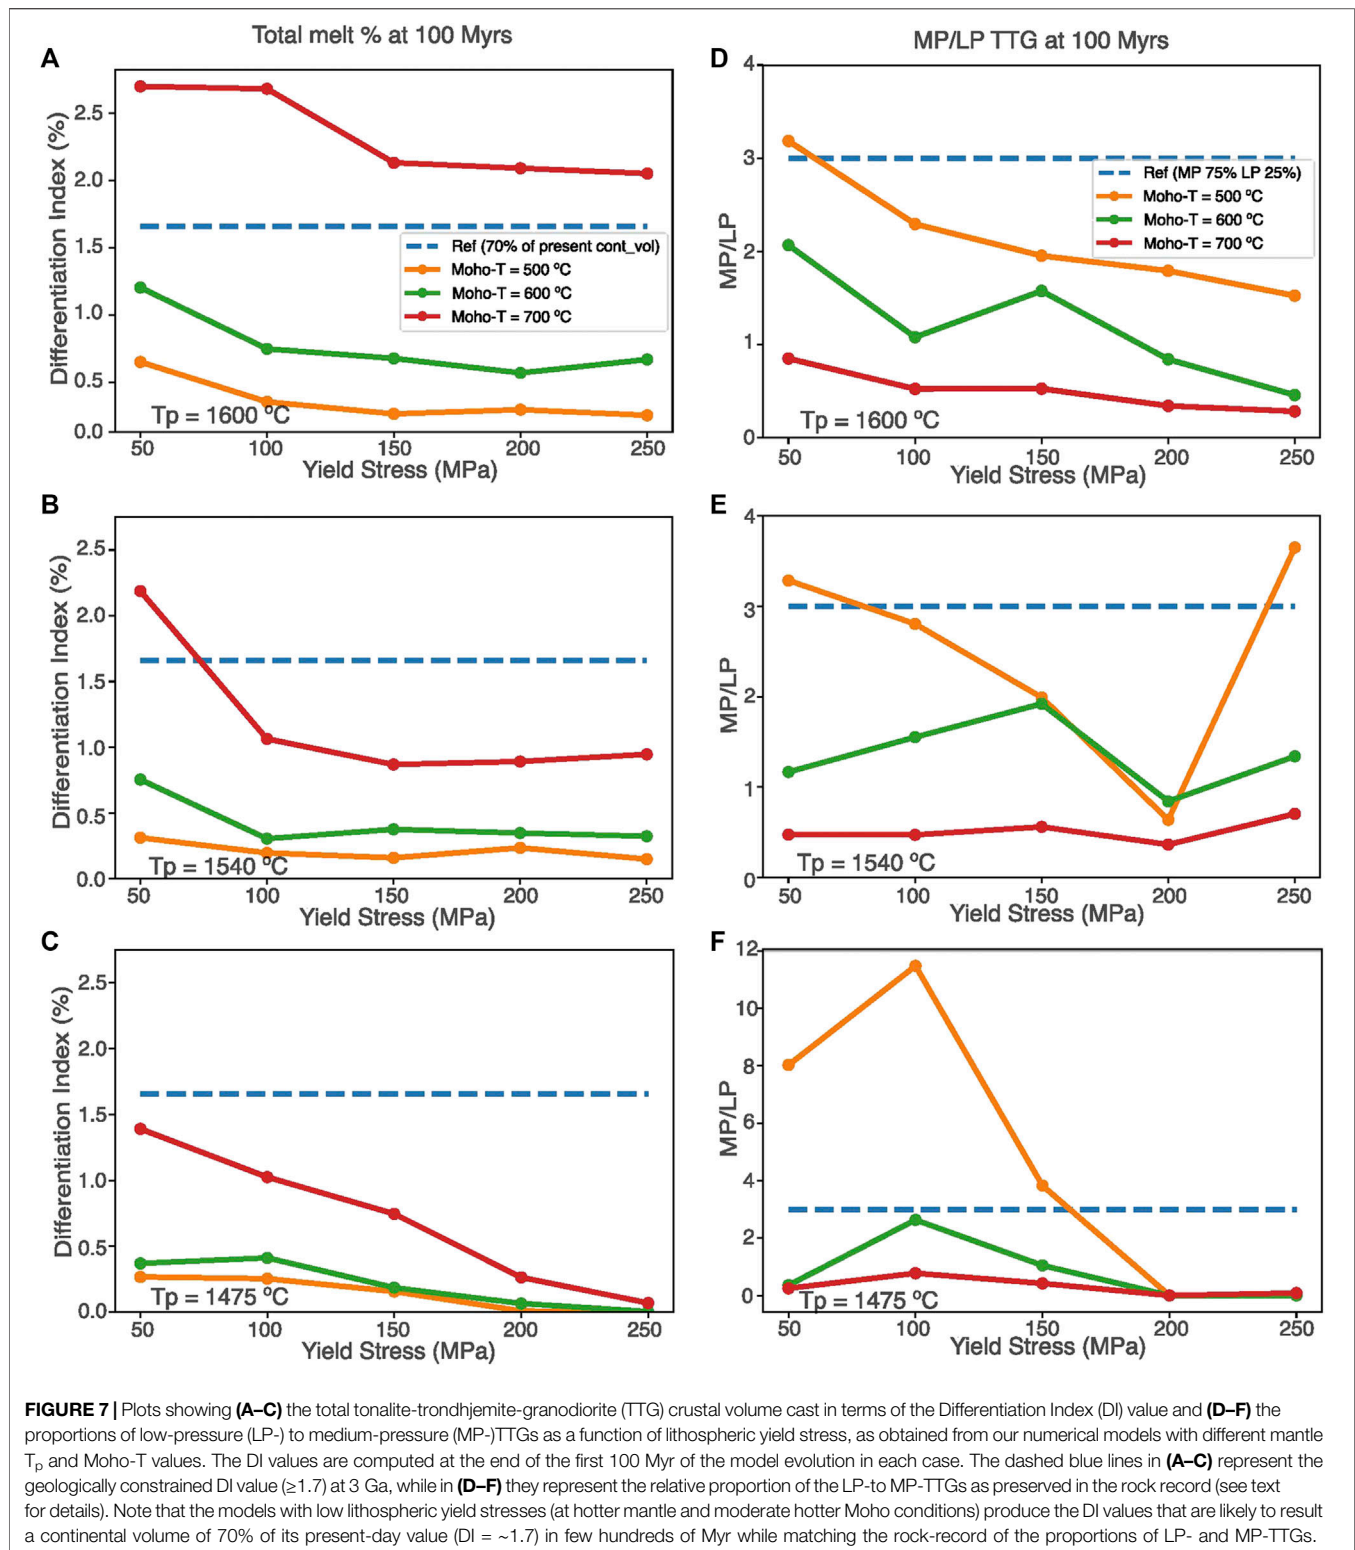 Total melt % at 100 Myrs
A
Differentiation Index (%)
2.5
2.0
1.5
1.0
0.5
0.0
Ref (70% of present cont_vol)
Moho-T = 500 ºC
Moho-T = 600 ºC
Moho-T = 700 ºC
Tp = 1600 ºC
50 100 150 200 250
Yield Stress (MPa)
B
Differentiation Index (%)
2.5
2.0
1.5
1.0
0.5
0.0
Tp = 1540 ºC
50 100 150 200 250
Yield Stress (MPa)
C
Differentiation Index (%)
2.5
2.0
1.5
1.0
0.5
0.0
Tp = 1475 ºC
50 100 150 200 250
Yield Stress (MPa)
MP/LP TTG at 100 Myrs
D
MP/LP
4
3
2
1
0
Ref (MP 75% LP 25%)
Moho-T = 500 ºC
Moho-T = 600 ºC
Moho-T = 700 ºC
Tp = 1600 ºC
50 100 150 200 250
Yield Stress (MPa)
E
MP/LP
4
3
2
1
0
Tp = 1540 ºC
50 100 150 200 250
Yield Stress (MPa)
F
MP/LP
12
10
8
6
4
2
0
Tp = 1475 ºC
50 100 150 200 250
Yield Stress (MPa)
FIGURE 7 | Plots showing (A–C) the total tonalite-trondhjemite-granodiorite (TTG) crustal volume cast in terms of the Differentiation Index (DI) value and (D–F) the
proportions of low-pressure (LP-) to medium-pressure (MP-)TTGs as a function of lithospheric yield stress, as obtained from our numerical models with different mantle
Tp and Moho-T values. The DI values are computed at the end of the first 100 Myr of the model evolution in each case. The dashed blue lines in (A–C) represent the
geologically constrained DI value (≥1.7) at 3 Ga, while in (D–F) they represent the relative proportion of the LP-to MP-TTGs as preserved in the rock record (see text
for details). Note that the models with low lithospheric yield stresses (at hotter mantle and moderate hotter Moho conditions) produce the DI values that are likely to result
a continental volume of 70% of its present-day value (DI = ~1.7) in few hundreds of Myr while matching the rock-record of the proportions of LP- and MP-TTGs.